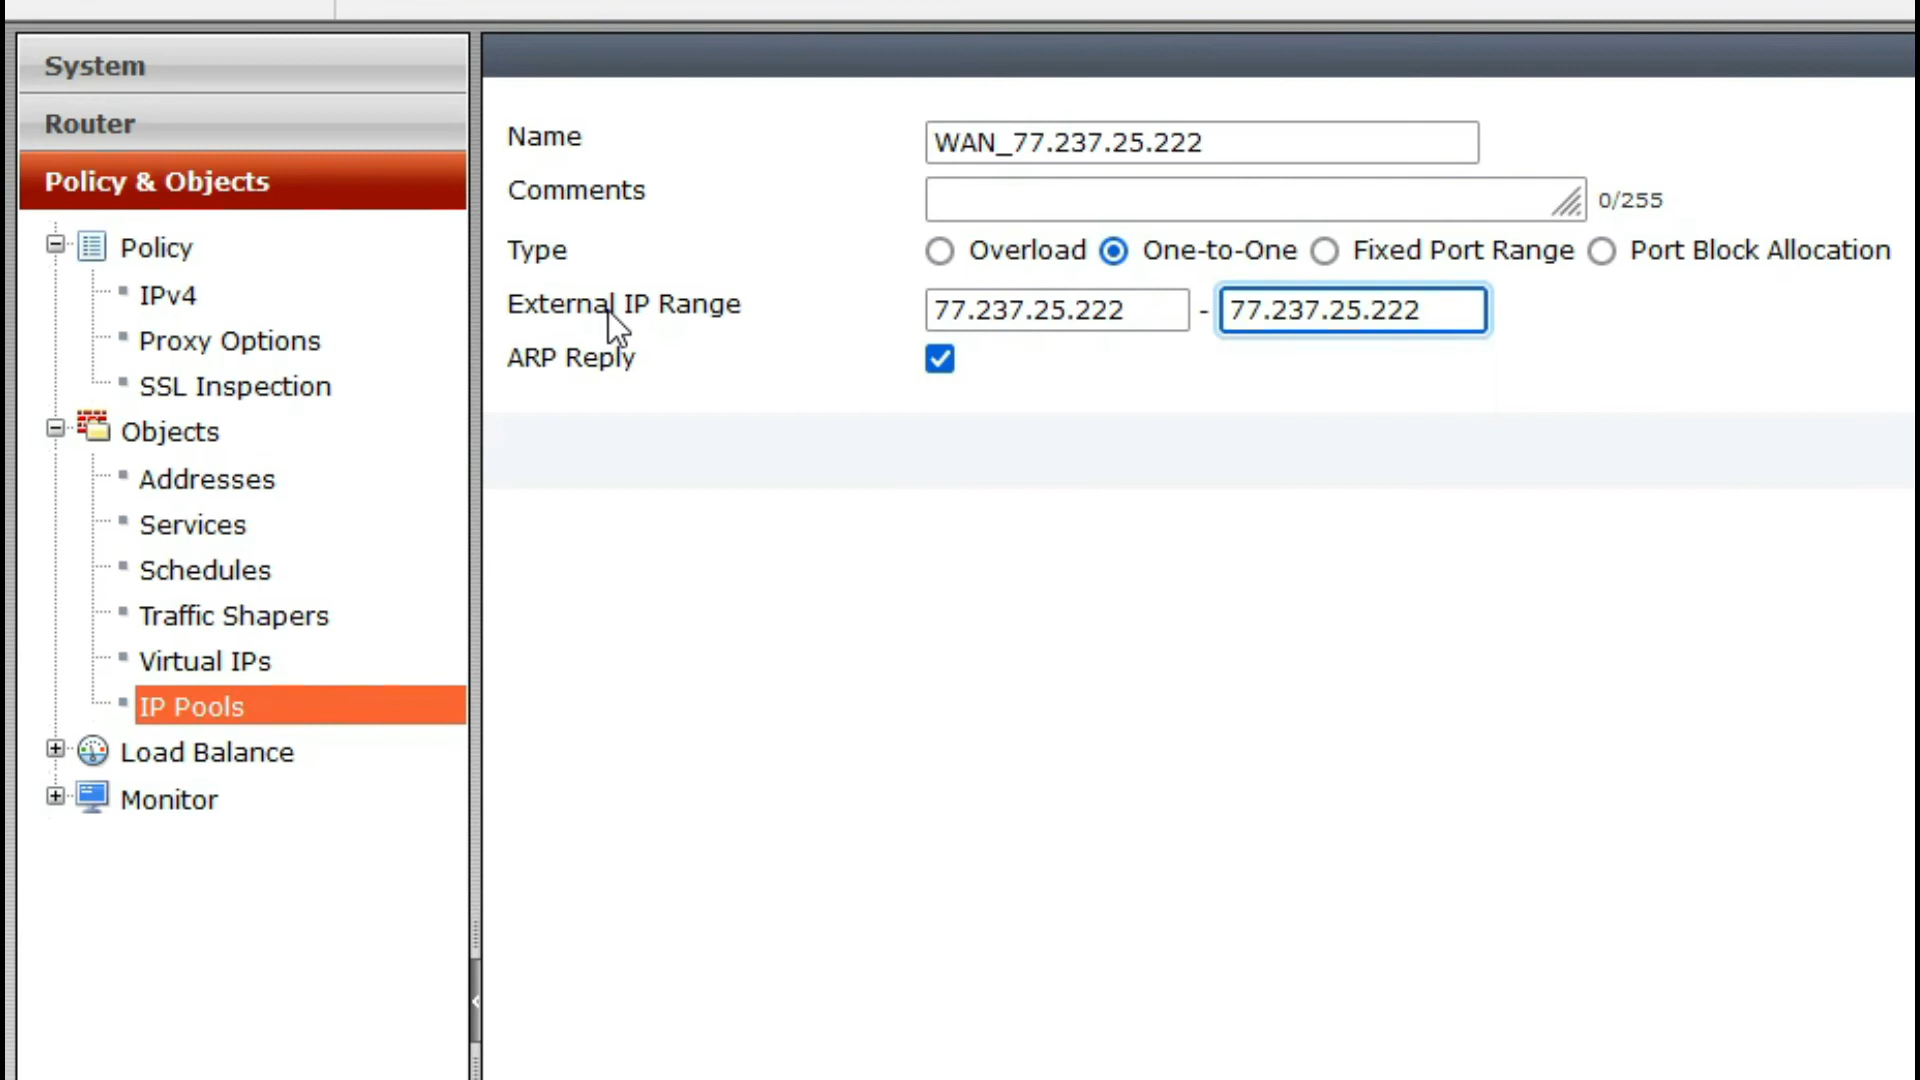 System
Router
Policy & Objects
Policy
IPv4
Proxy Options
SSL Inspection
Objects
Addresses
Services
Schedules
Traffic Shapers
Virtual IPs
IP Pools
Load Balance
Monitor
Name WAN_77.237.25.222
Comments 0/255
Type Overload One-to-One Fixed Port Range Port Block Allocation
External IP Range 77.237.25.222 - 77.237.25.222
ARP Reply